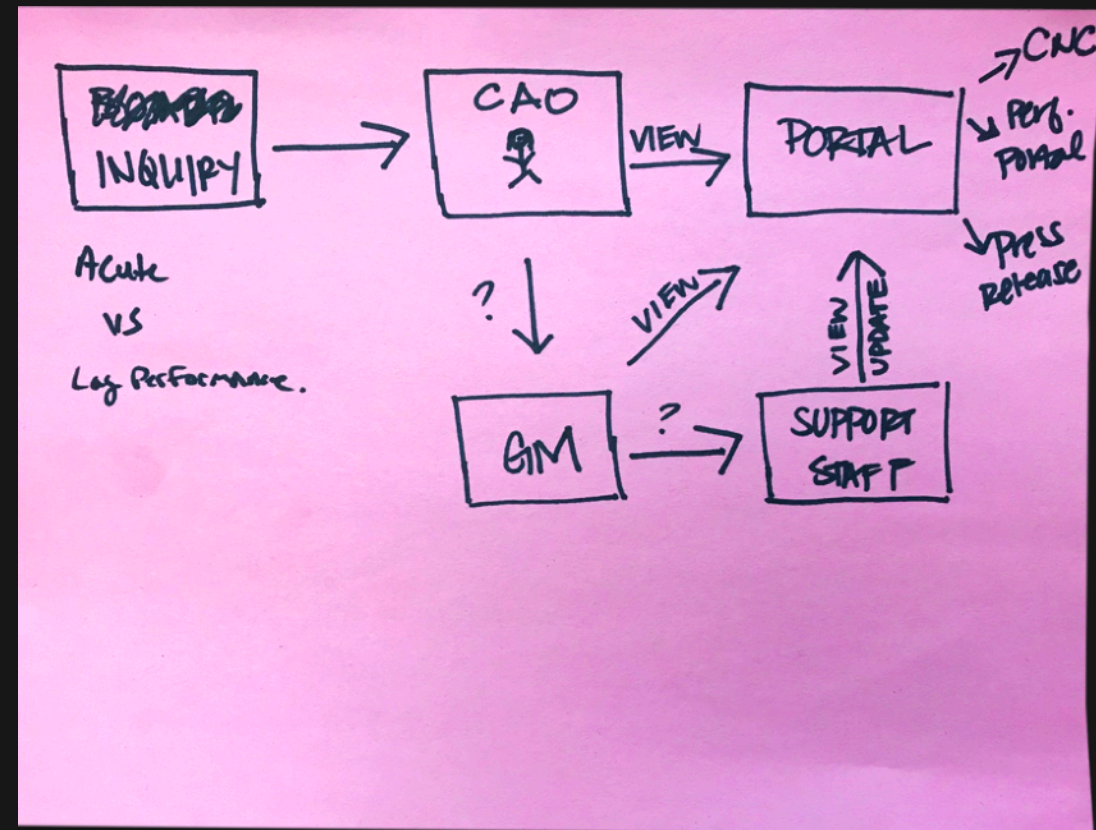 INQUIRY
Acute
vs
Lag Performance.
CAO
VIEW
PORTAL
CNC
Perf.
Portal
Press
Release
?
VIEW
VIEW
UPDATE
GM
?
SUPPORT
STAFF